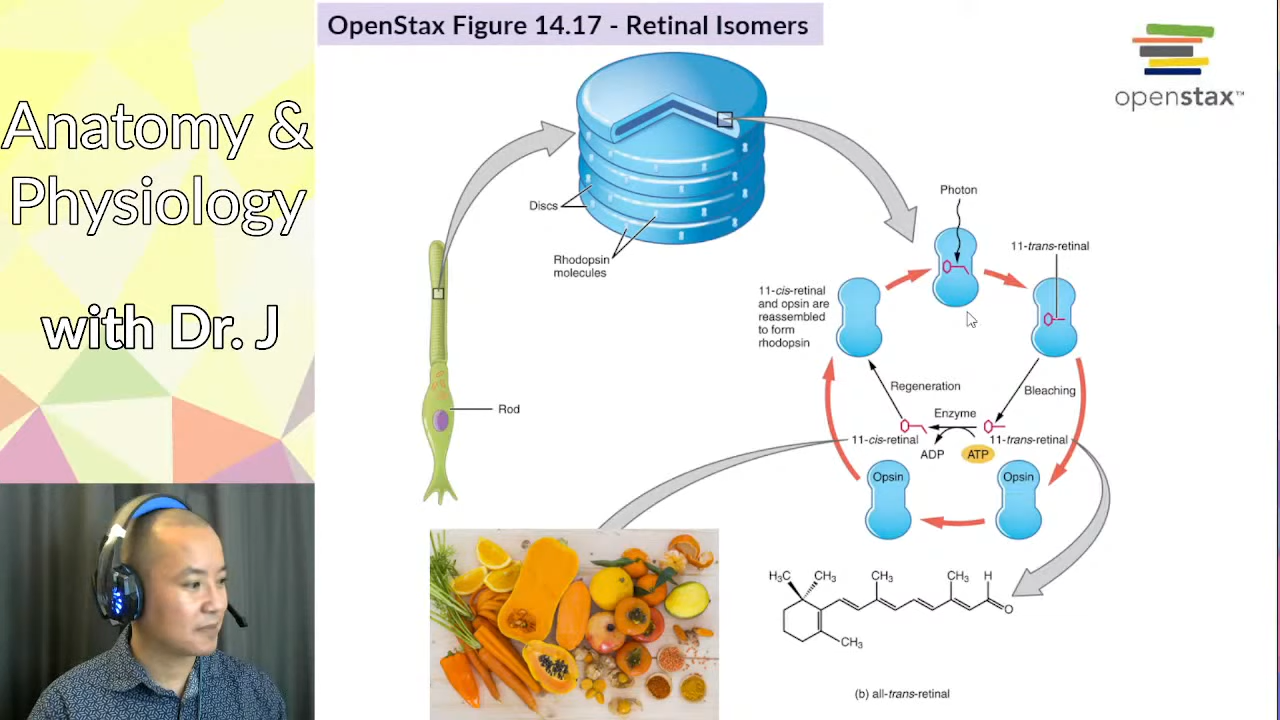 OpenStax Figure 14.17 - Retinal Isomers
openstax™
Anatomy &
Physiology
with Dr. J
Discs
Rhodopsin
molecules
Rod
Photon
11-trans-retinal
11-cis-retinal
and opsin are
reassembled
to form
rhodopsin
Regeneration
Bleaching
Enzyme
11-cis-retinal
11-trans-retinal
ADP
ATP
Opsin
Opsin
H₃C
CH₃
CH₃
CH₃
H
O
CH₃
(b) all-trans-retinal